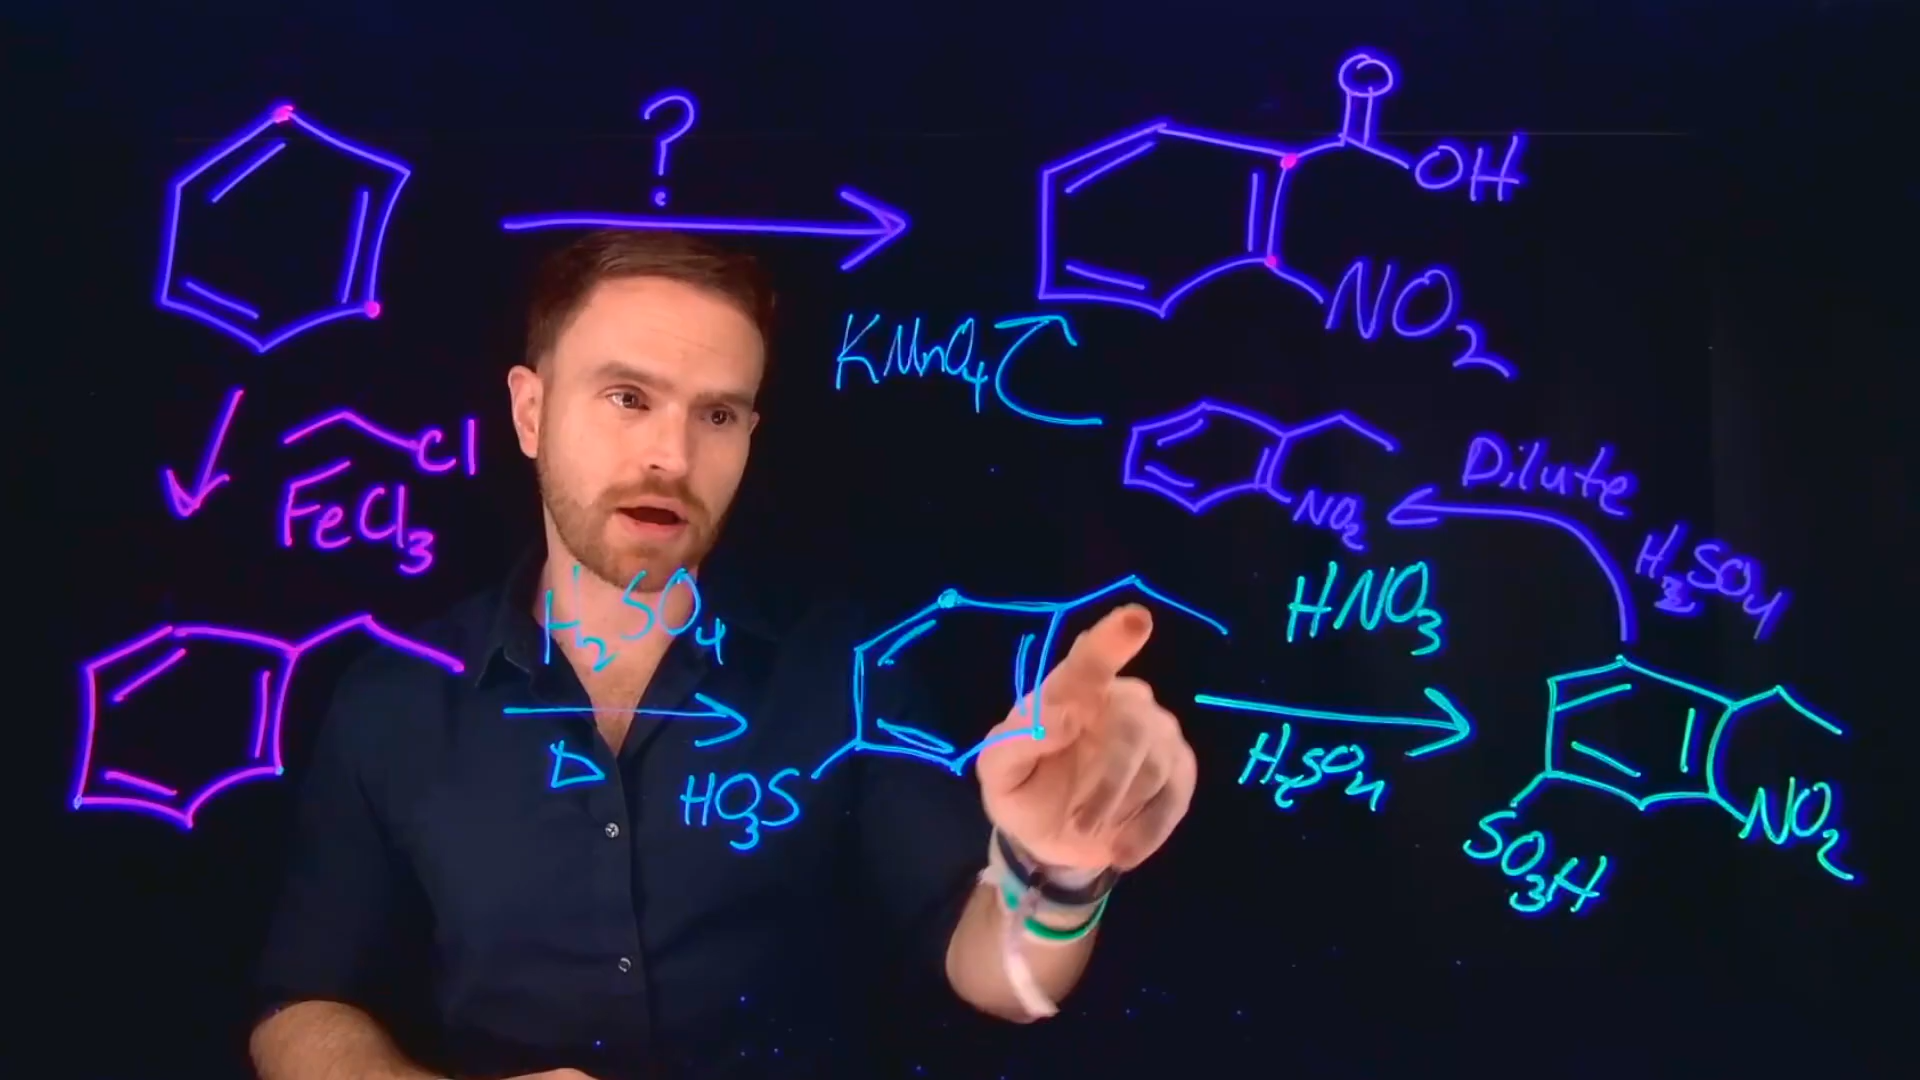 ?
O
OH
NO2
KMnO4
Cl
FeCl3
Dilute
H2SO4
NO2
H2SO4
Δ
HO3S
HNO3
H2SO4
NO2
SO3H